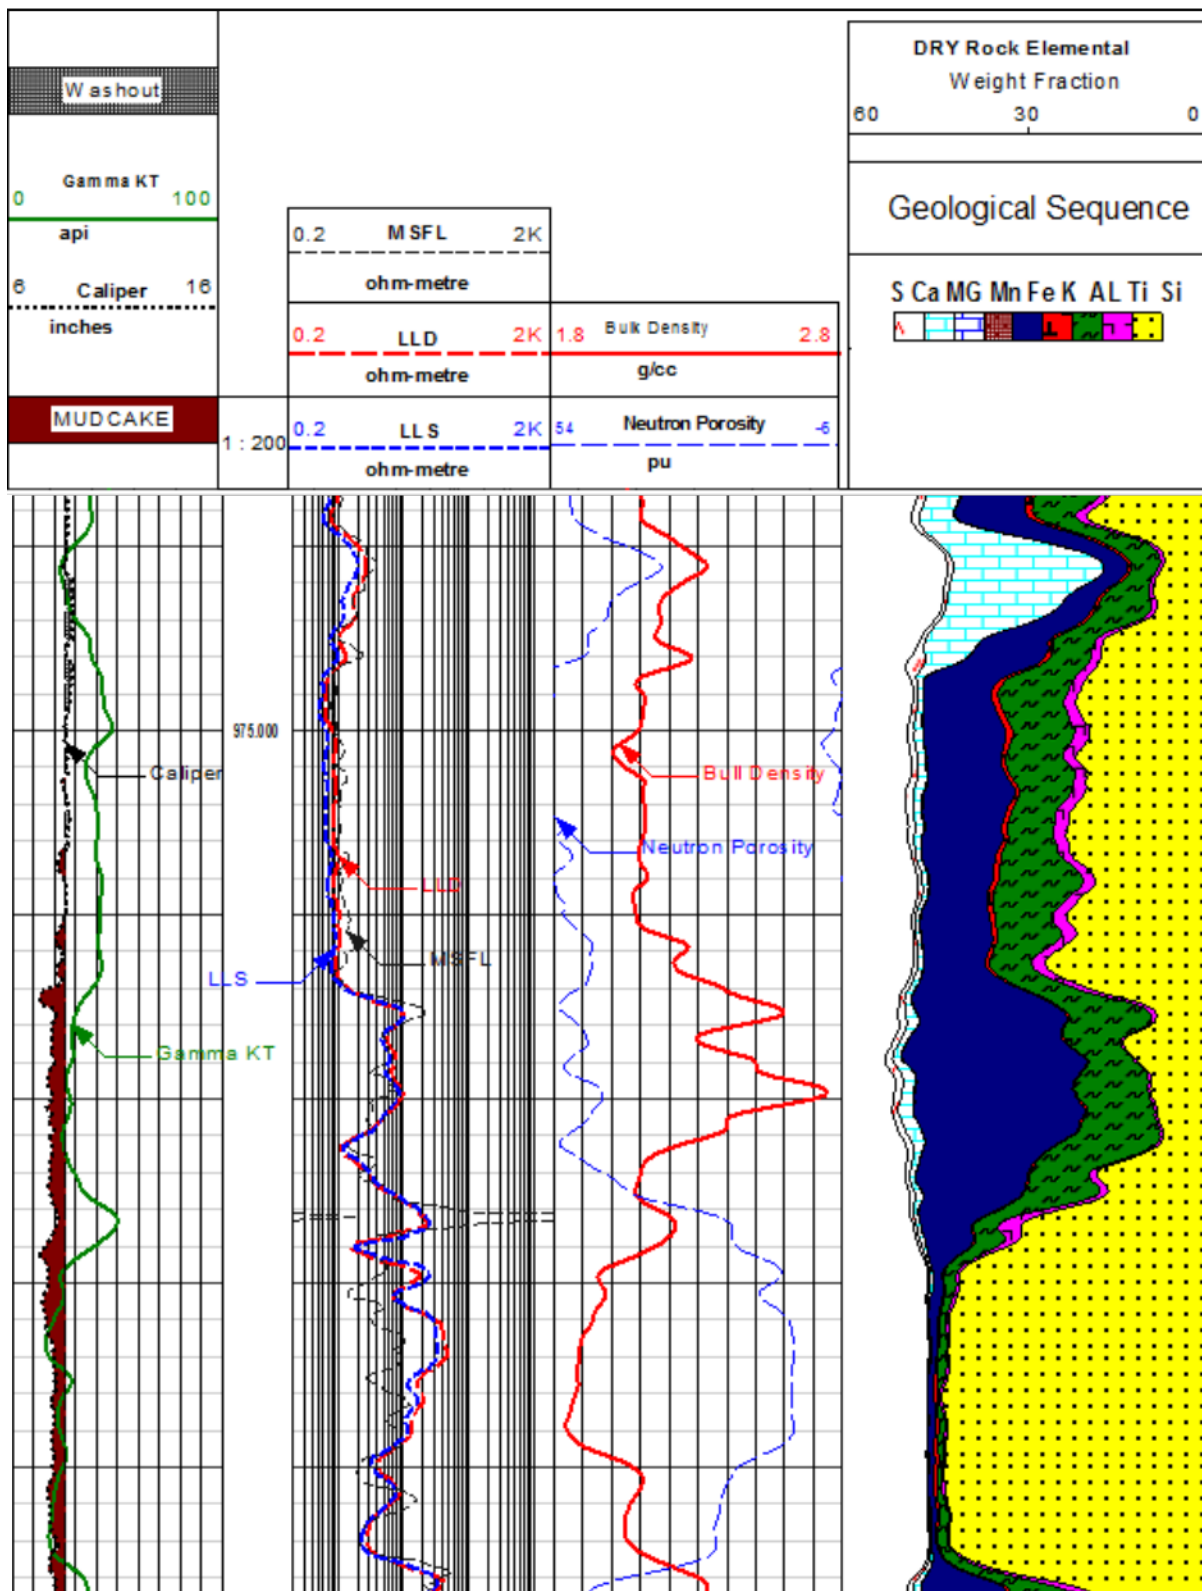 Washout
Gamma KT
0 100
api
6 Caliper 16
inches
MUDCAKE
1 : 200
0.2 MSFL 2K
ohm-metre
0.2 LLD 2K
ohm-metre
0.2 LLS 2K
ohm-metre
1.8 Bulk Density 2.8
g/cc
54 Neutron Porosity -6
pu
DRY Rock Elemental
Weight Fraction
60 30 0
Geological Sequence
S Ca MG Mn Fe K AL Ti Si
975.000
Caliper
Bull Density
Neutron Porosity
LLD
MSFL
LLS
Gamma KT